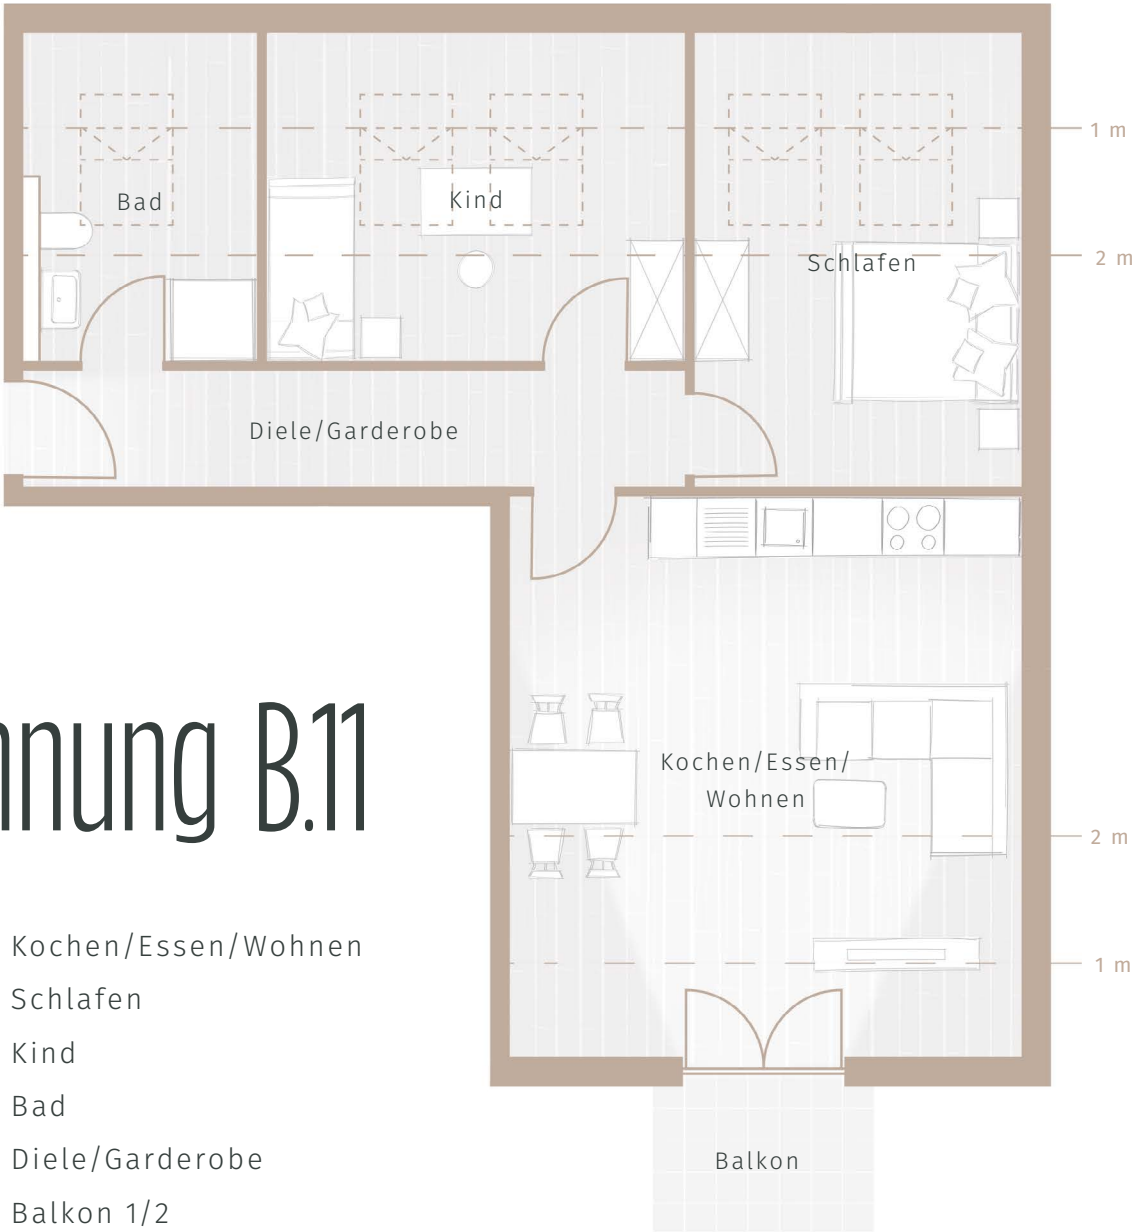 1 m
Bad
Kind
2 m
Schlafen
Diele/Garderobe
Kochen/Essen/
Wohnen
2 m
1 m
Balkon
hnung B.11
Kochen/Essen/Wohnen
Schlafen
Kind
Bad
Diele/Garderobe
Balkon 1/2